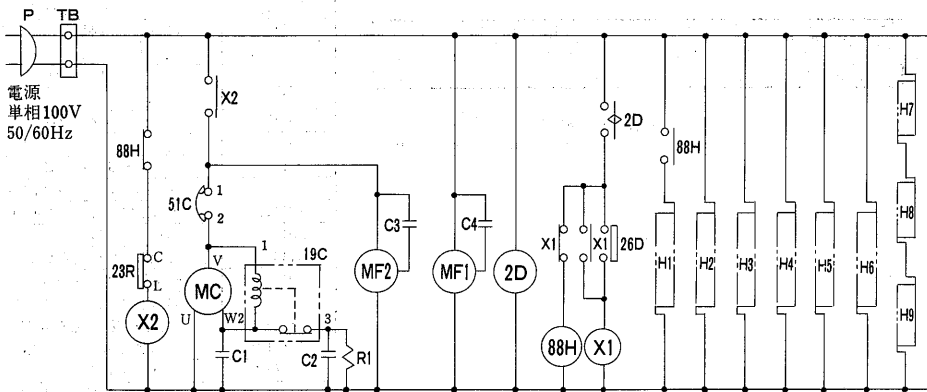 P
TB
電源
単相100V
50/60Hz
88H
23R
C
L
X2
X2
51C
1
2
V
MC
U
W2
1
19C
3
C1
C2
R1
C3
MF2
C4
MF1
2D
2D
X1
X1
26D
88H
X1
88H
H1
H2
H3
H4
H5
H6
H7
H8
H9